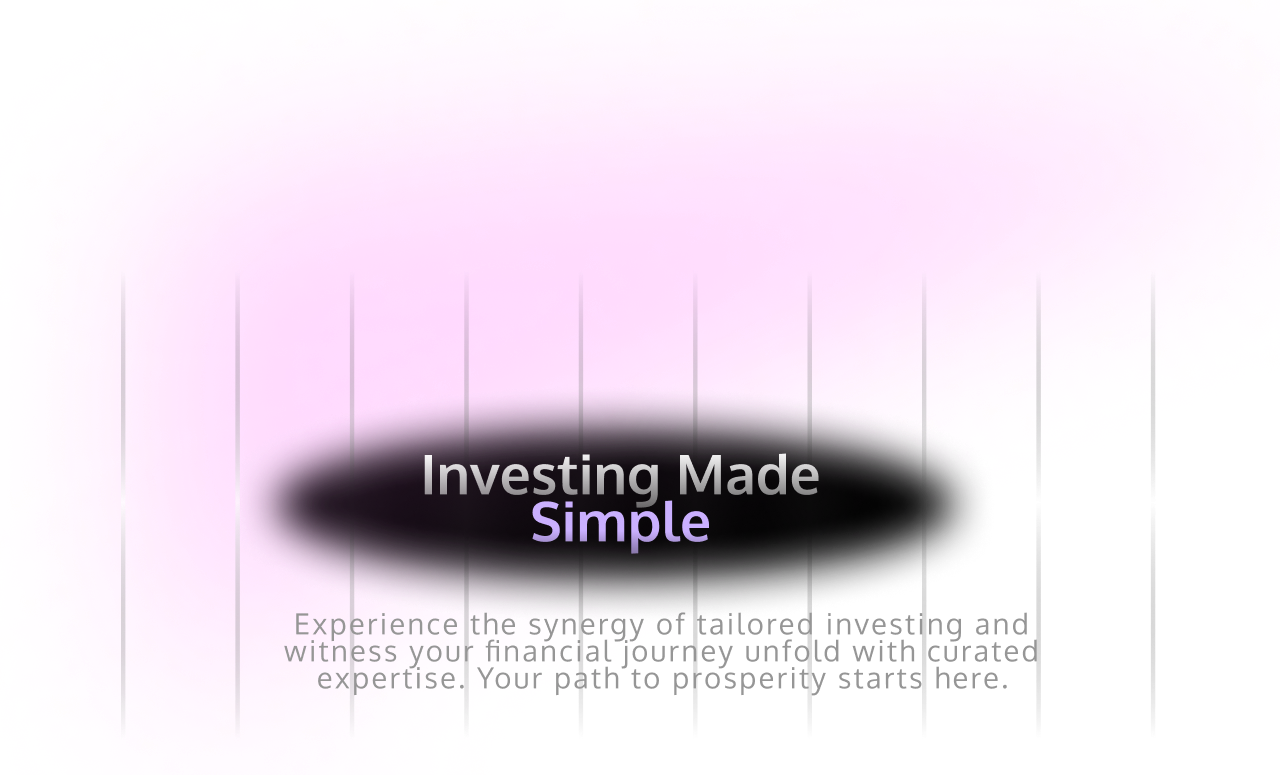 Investing Made
Simple
Experience the synergy of tailored investing and
witness your financial journey unfold with curated
expertise. Your path to prosperity starts here.